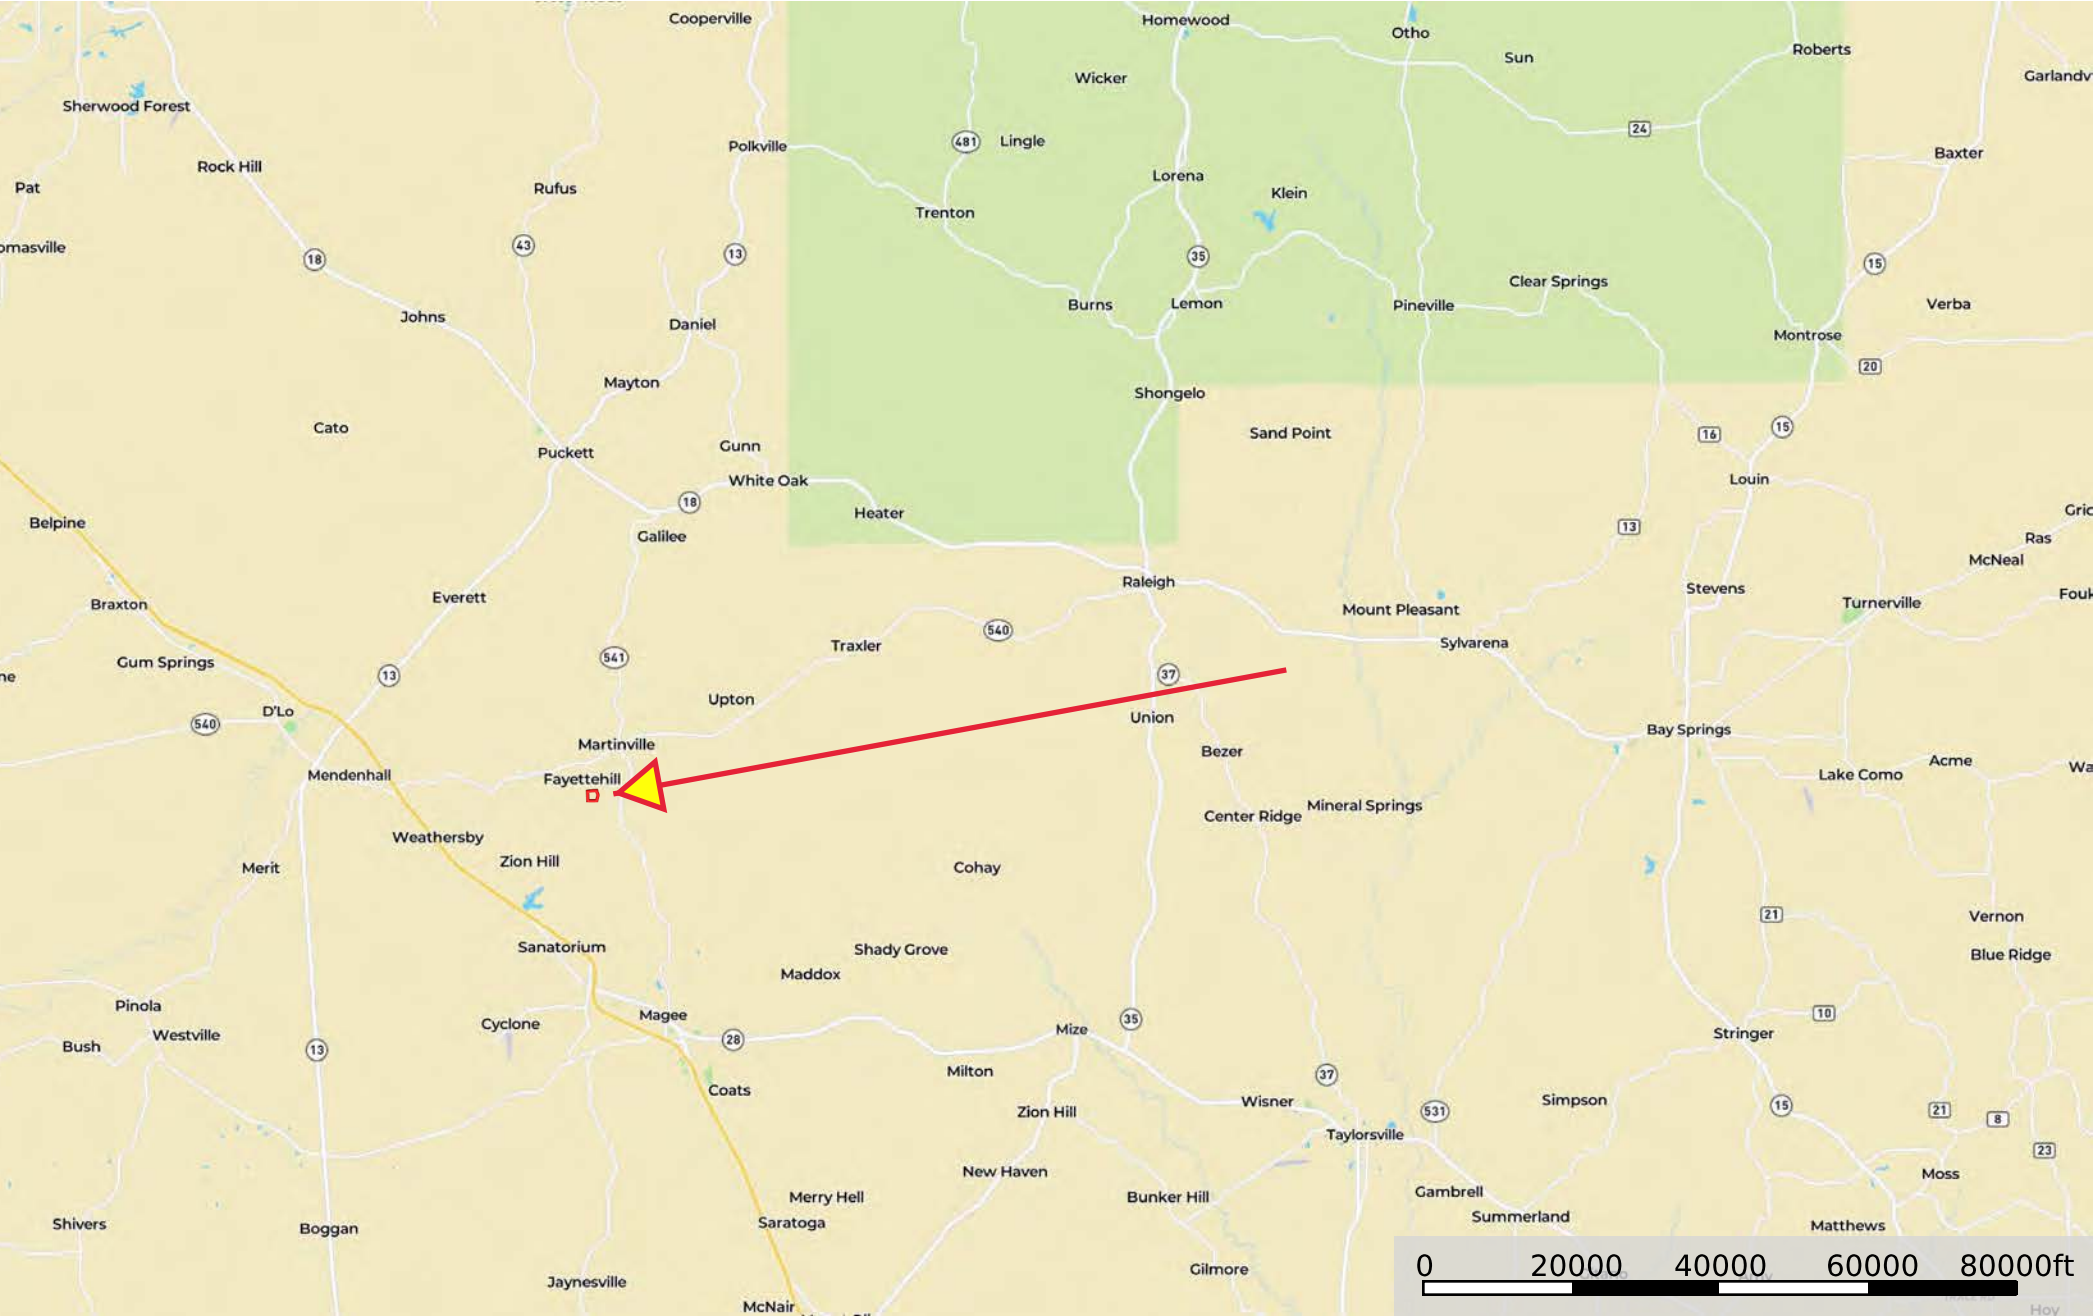 Cooperville
Homewood
Otho
Sun
Roberts
Garlandv
Wicker
Sherwood Forest
24
Polkville
481
Lingle
Baxter
Rock Hill
Lorena
Pat
Rufus
Klein
Trenton
omasville
43
13
18
35
15
Clear Springs
Burns
Lemon
Pineville
Verba
Johns
Daniel
Montrose
20
Mayton
Shongelo
Cato
Sand Point
16
15
Puckett
Gunn
White Oak
Louin
18
Heater
Gric
Belpine
13
Galilee
Ras
McNeal
Raleigh
Stevens
Fouk
Everett
Braxton
Mount Pleasant
Turnerville
540
Traxler
Sylvarena
541
Gum Springs
ne
13
37
Upton
D'Lo
540
Union
Bay Springs
Martinville
Bezer
Acme
Wa
Mendenhall
Fayettehill
Lake Como
Mineral Springs
Center Ridge
Weathersby
Zion Hill
Merit
Cohay
21
Vernon
Sanatorium
Shady Grove
Blue Ridge
Maddox
Pinola
Magee
35
10
Cyclone
Mize
Westville
Stringer
Bush
13
28
Milton
37
Coats
Wisner
Simpson
15
Zion Hill
531
21
8
Taylorsville
23
New Haven
Moss
Merry Hell
Bunker Hill
Gambrell
Shivers
Saratoga
Summerland
Matthews
Boggan
Gilmore
0 20000 40000 60000 80000ft
Jaynesville
McNair
Hoy